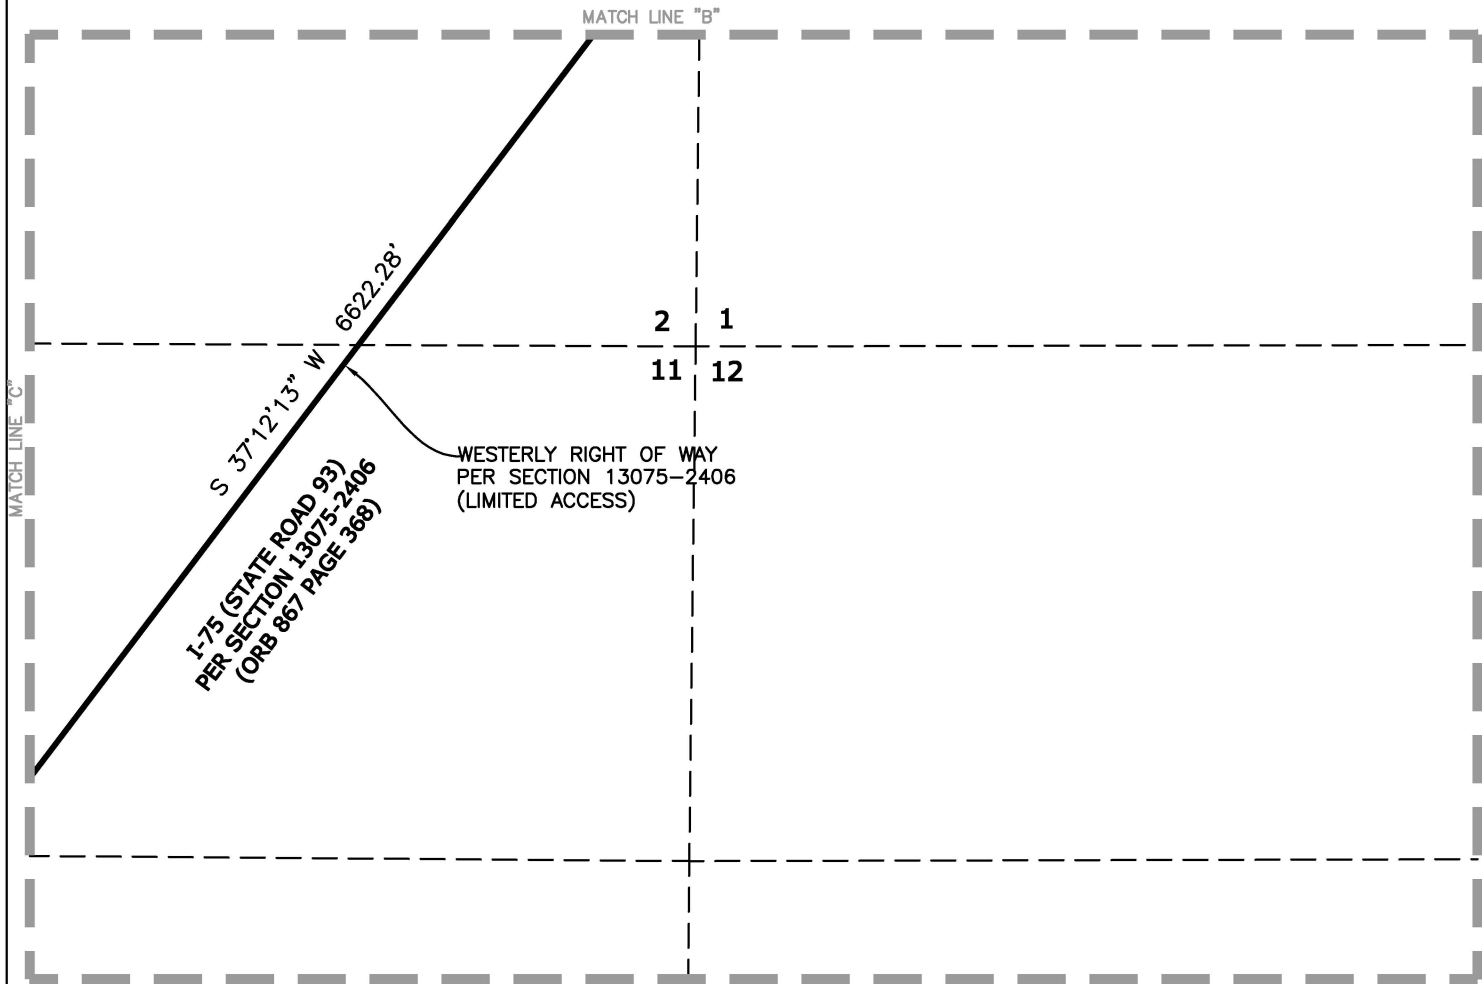 MATCH LINE "B"
S 37°12'13" W 6622.28'
2 1
11 12
MATCH LINE "C"
WESTERLY RIGHT OF WAY
PER SECTION 13075-2406
(LIMITED ACCESS)
I-75 (STATE ROAD 93)
PER SECTION 13075-2406
(ORB 867 PAGE 368)